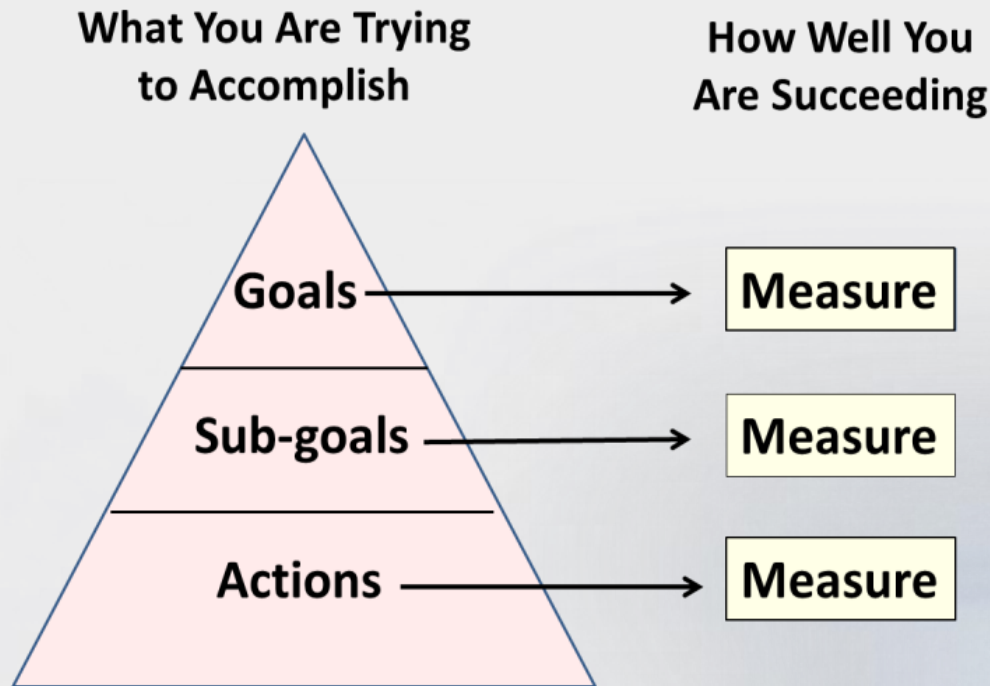 What You Are Trying
to Accomplish
How Well You
Are Succeeding
Goals
Measure
Sub-goals
Measure
Actions
Measure